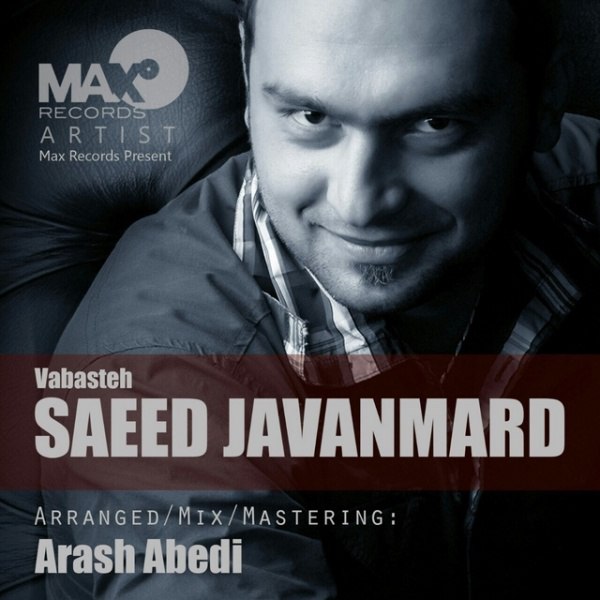 MAX
RECORDS
ARTIST
Max Records Present
Vabasteh
SAEED JAVANMARD
ARRANGED/MIX/MASTERING:
Arash Abedi